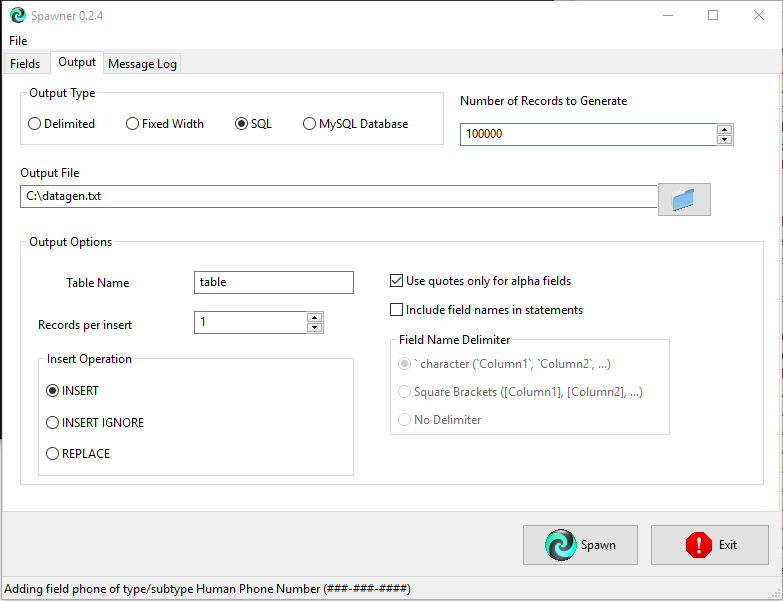 Spawner 0.2.4
File
Fields Output Message Log
Output Type
Delimited Fixed Width SQL MySQL Database
Number of Records to Generate
100000
Output File
C:\datagen.txt
Output Options
Table Name table
Records per insert 1
Insert Operation
INSERT
INSERT IGNORE
REPLACE
Use quotes only for alpha fields
Include field names in statements
Field Name Delimiter
` character (`Column1`, `Column2`, ...)
Square Brackets ([Column1], [Column2], ...)
No Delimiter
Spawn Exit
Adding field phone of type/subtype Human Phone Number (###-###-####)